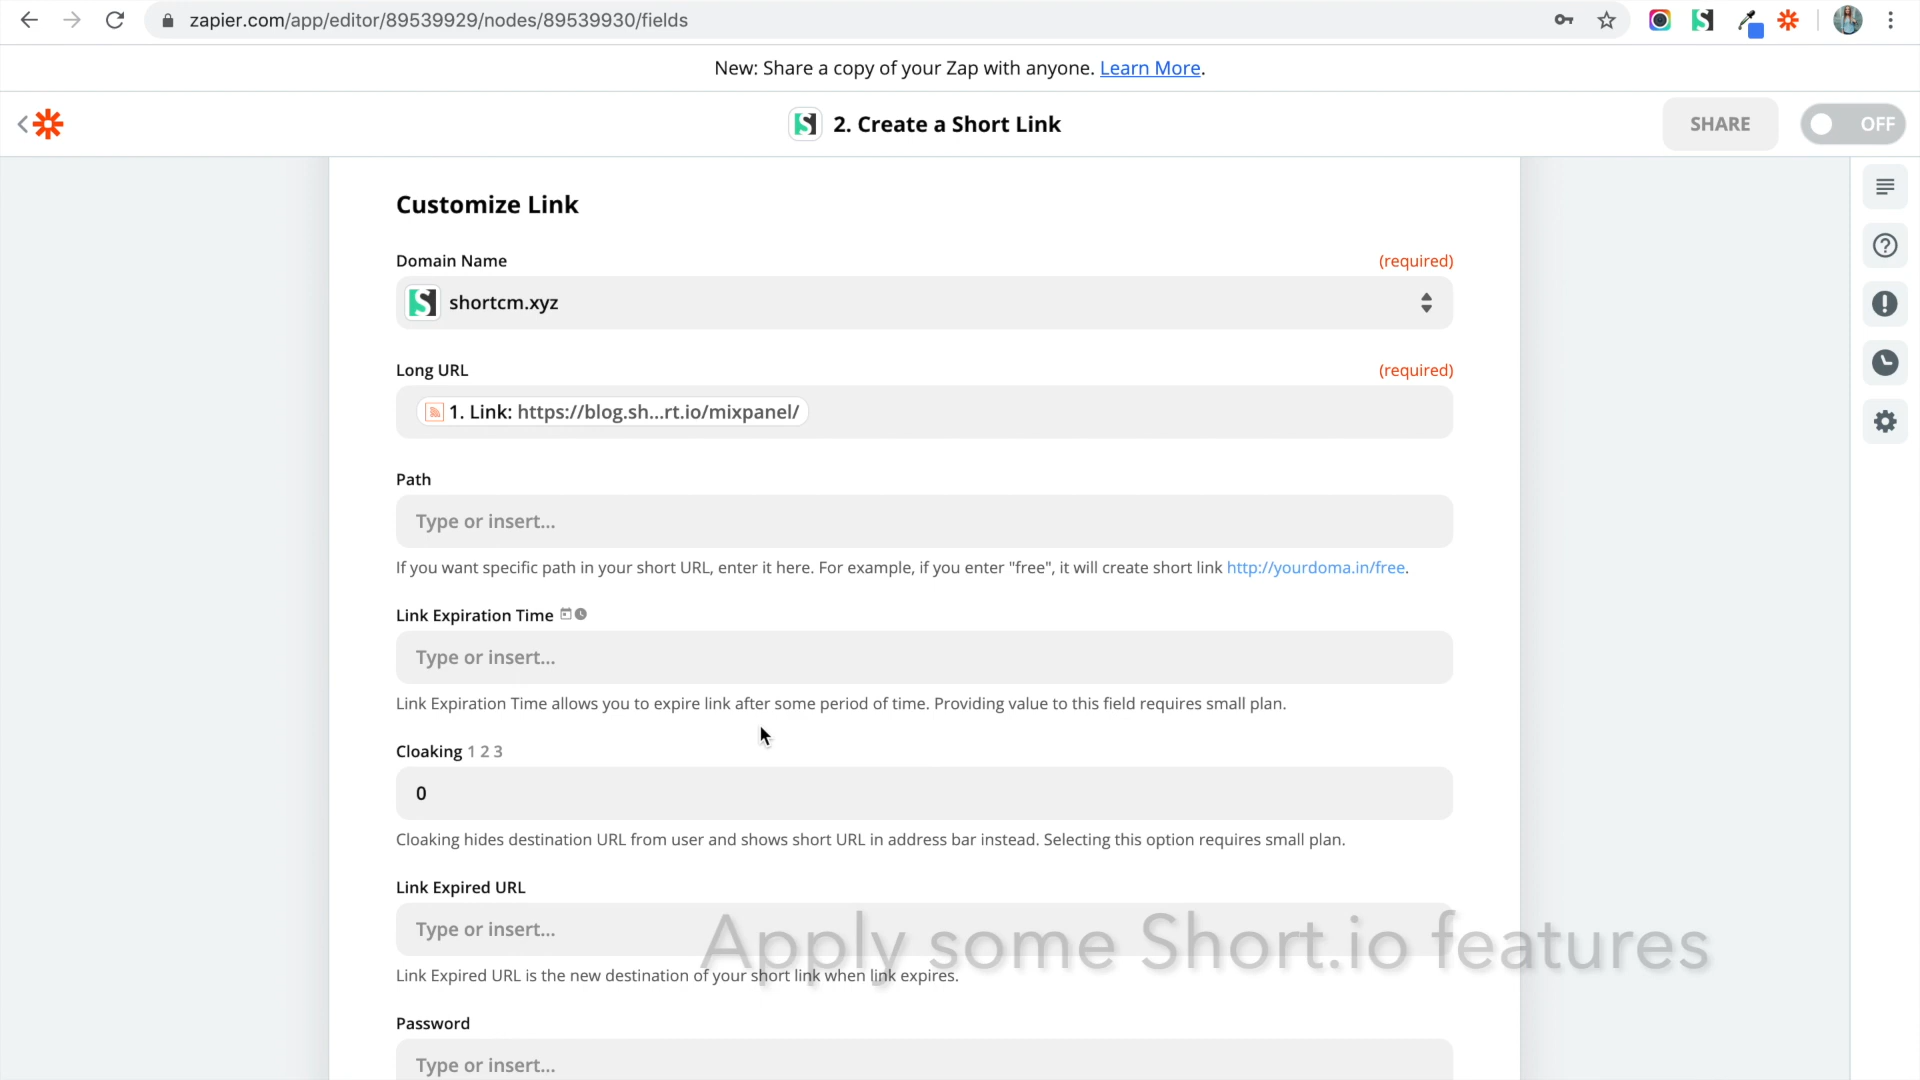 zapier.com/app/editor/89539929/nodes/89539930/fields
New: Share a copy of your Zap with anyone. Learn More.
2. Create a Short Link
SHARE
OFF
Customize Link
Domain Name
(required)
shortcm.xyz
Long URL
(required)
1. Link: https://blog.sh...rt.io/mixpanel/
Path
Type or insert...
If you want specific path in your short URL, enter it here. For example, if you enter "free", it will create short link http://yourdoma.in/free.
Link Expiration Time
Type or insert...
Link Expiration Time allows you to expire link after some period of time. Providing value to this field requires small plan.
Cloaking 1 2 3
0
Cloaking hides destination URL from user and shows short URL in address bar instead. Selecting this option requires small plan.
Link Expired URL
Type or insert...
Apply some Short.io features
Link Expired URL is the new destination of your short link when link expires.
Password
Type or insert...